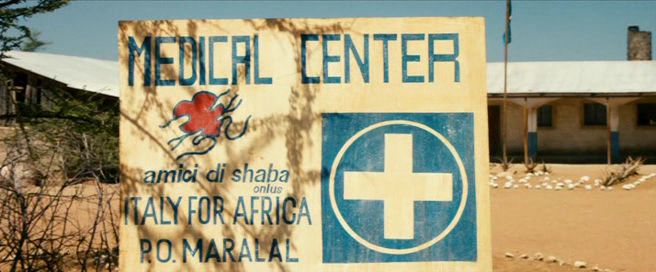 MEDICAL CENTER
amici di shaba
onlus
ITALY FOR AFRICA
P.O. MARALAL